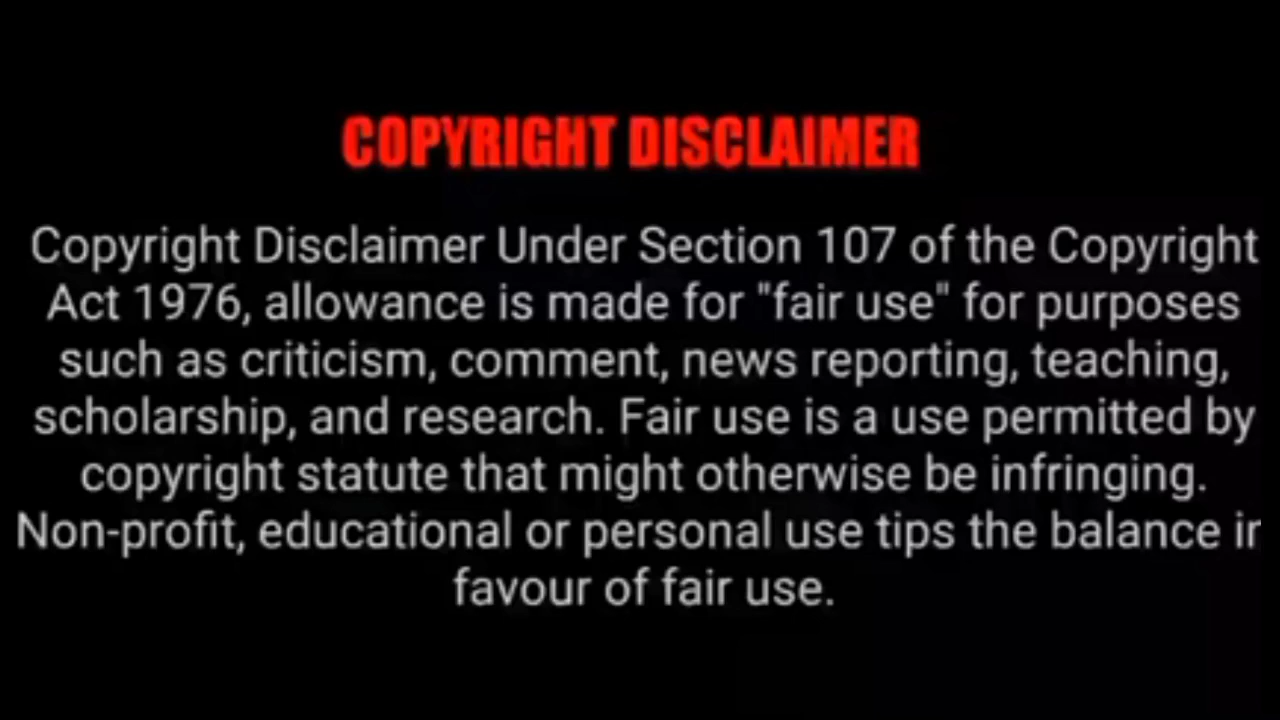 COPYRIGHT DISCLAIMER
Copyright Disclaimer Under Section 107 of the Copyright
Act 1976, allowance is made for "fair use" for purposes
such as criticism, comment, news reporting, teaching,
scholarship, and research. Fair use is a use permitted by
copyright statute that might otherwise be infringing.
Non-profit, educational or personal use tips the balance in
favour of fair use.